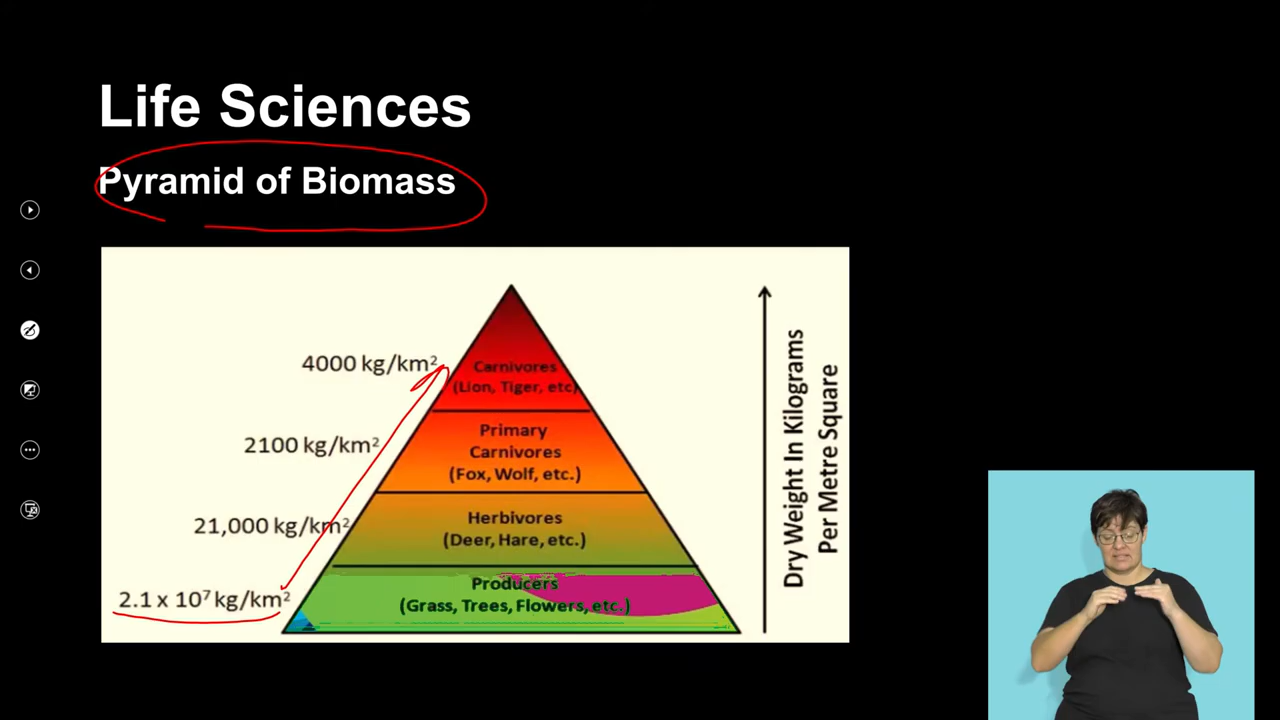 Life Sciences
Pyramid of Biomass
4000 kg/km²
Carnivores
(Lion, Tiger, etc)
2100 kg/km²
Primary
Carnivores
(Fox, Wolf, etc.)
21,000 kg/km²
Herbivores
(Deer, Hare, etc.)
2.1 x 10⁷ kg/km²
Producers
(Grass, Trees, Flowers, etc.)
Dry Weight In Kilograms
Per Metre Square